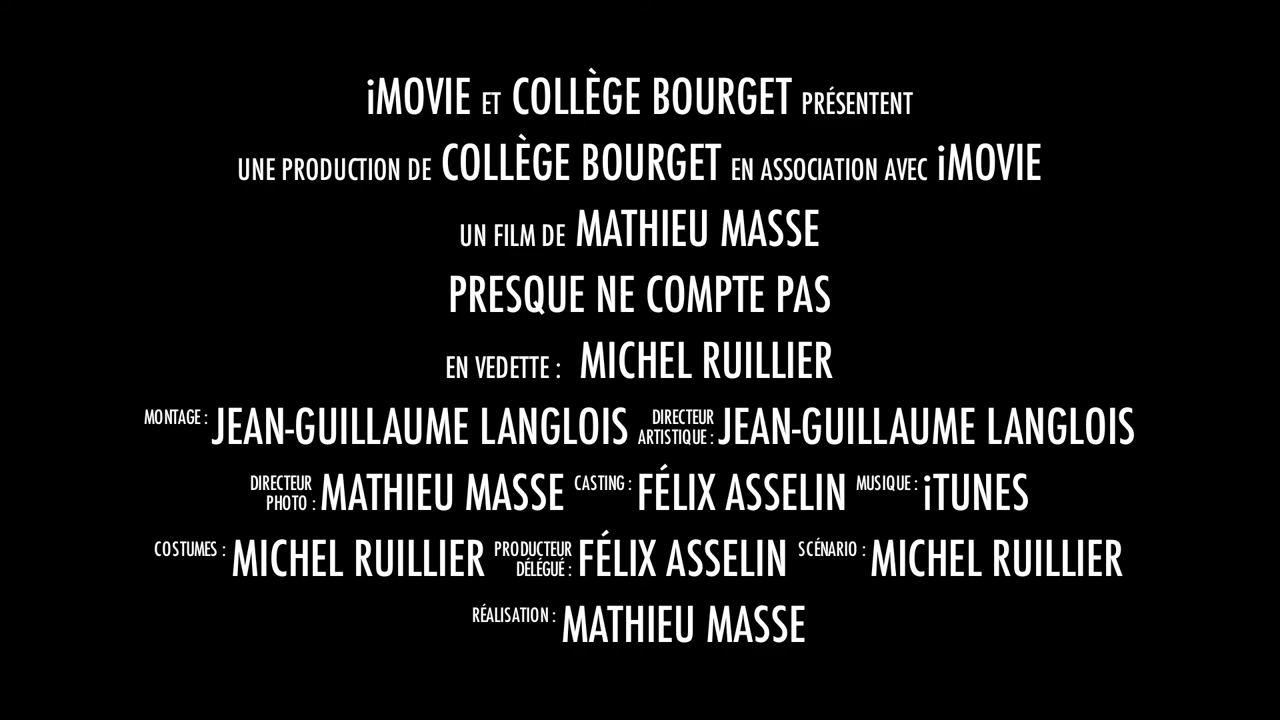 iMOVIE ET COLLÈGE BOURGET PRÉSENTENT
UNE PRODUCTION DE COLLÈGE BOURGET EN ASSOCIATION AVEC iMOVIE
UN FILM DE MATHIEU MASSE
PRESQUE NE COMPTE PAS
EN VEDETTE : MICHEL RUILLIER
MONTAGE : JEAN-GUILLAUME LANGLOIS DIRECTEUR ARTISTIQUE : JEAN-GUILLAUME LANGLOIS
DIRECTEUR PHOTO : MATHIEU MASSE CASTING : FÉLIX ASSELIN MUSIQUE : iTUNES
COSTUMES : MICHEL RUILLIER PRODUCTEUR DÉLÉGUÉ : FÉLIX ASSELIN SCÉNARIO : MICHEL RUILLIER
RÉALISATION : MATHIEU MASSE